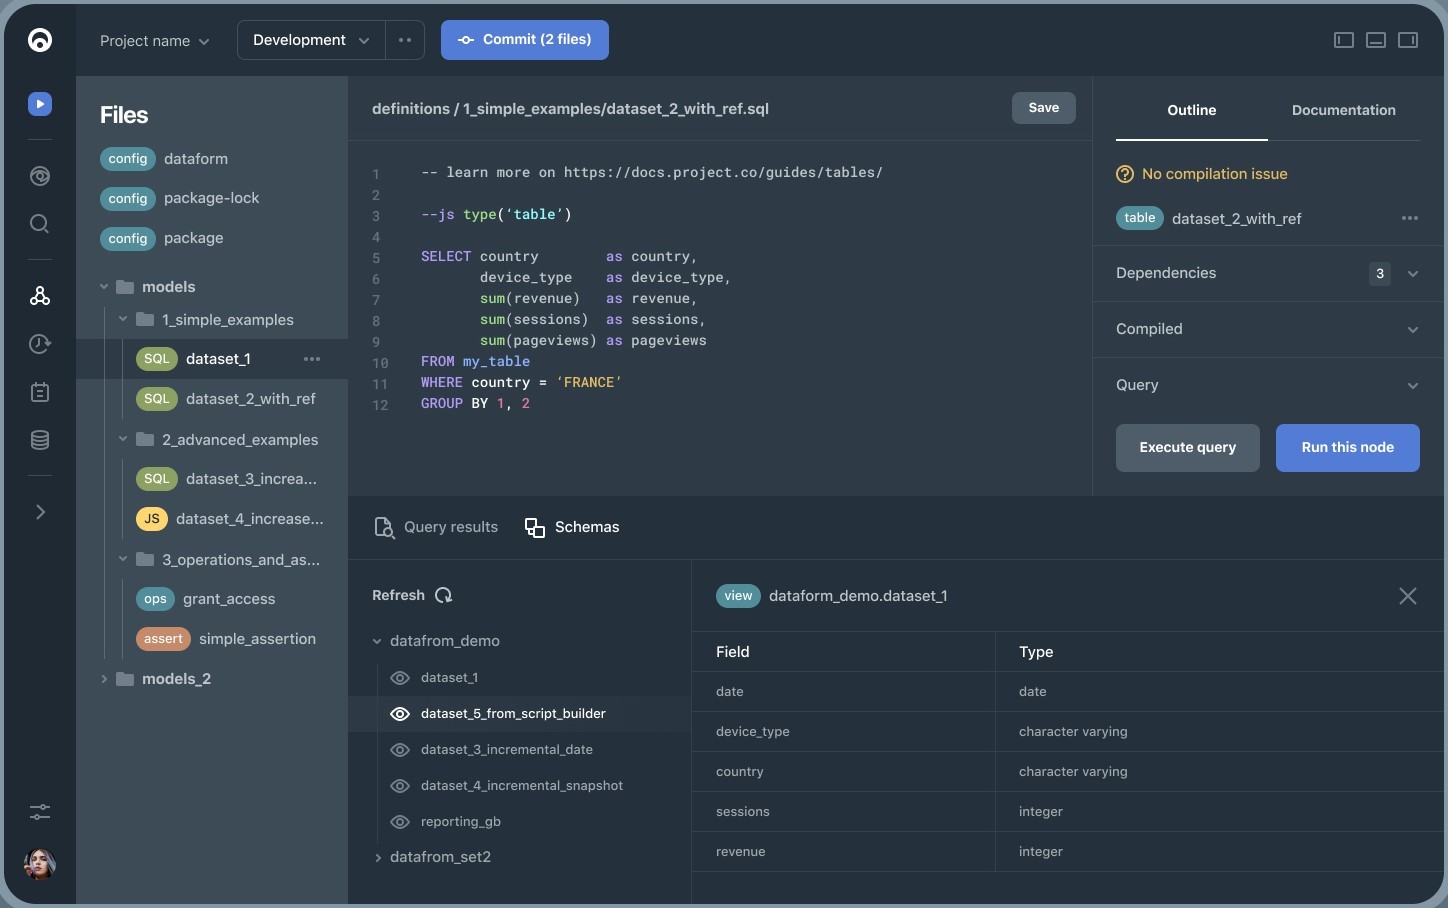 Project name
Development
Commit (2 files)
Files
config dataform
config package-lock
config package
models
1_simple_examples
SQL dataset_1
SQL dataset_2_with_ref
2_advanced_examples
SQL dataset_3_increa...
JS dataset_4_increase...
3_operations_and_as...
ops grant_access
assert simple_assertion
models_2
definitions / 1_simple_examples/dataset_2_with_ref.sql
Save
1 -- learn more on https://docs.project.co/guides/tables/
2
3 --js type(‘table’)
4
5 SELECT country as country,
6 device_type as device_type,
7 sum(revenue) as revenue,
8 sum(sessions) as sessions,
9 sum(pageviews) as pageviews
10 FROM my_table
11 WHERE country = ‘FRANCE’
12 GROUP BY 1, 2
Outline
Documentation
No compilation issue
table dataset_2_with_ref
Dependencies 3
Compiled
Query
Execute query
Run this node
Query results
Schemas
Refresh
datafrom_demo
dataset_1
dataset_5_from_script_builder
dataset_3_incremental_date
dataset_4_incremental_snapshot
reporting_gb
datafrom_set2
view dataform_demo.dataset_1
Field Type
date date
device_type character varying
country character varying
sessions integer
revenue integer